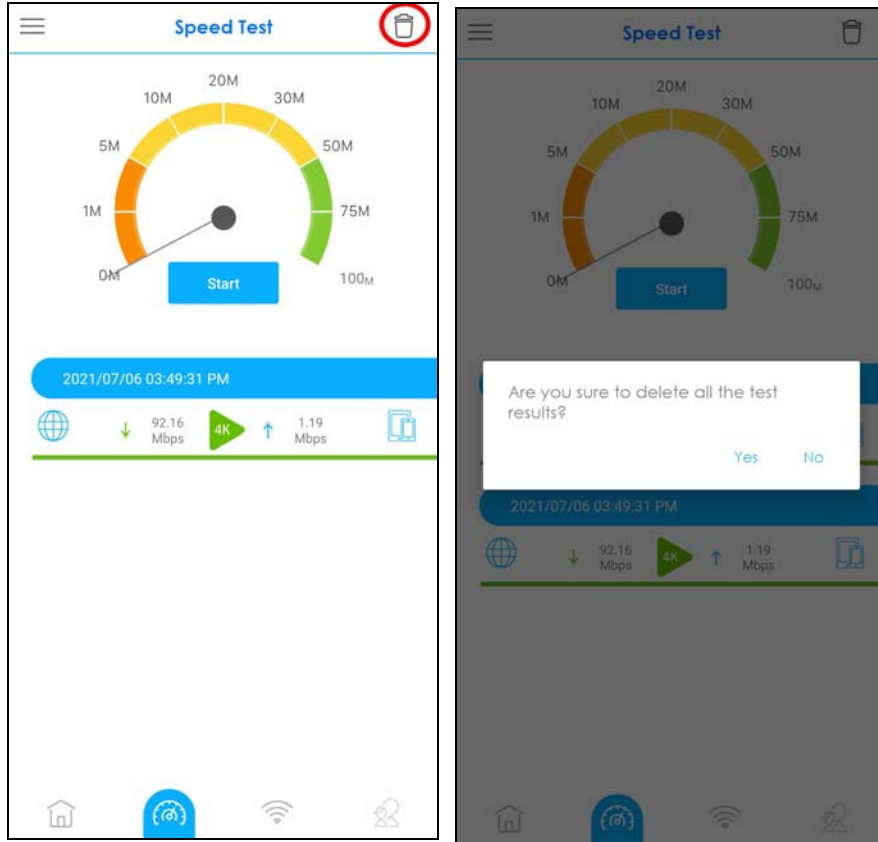 Speed Test
20M
10M
30M
5M
50M
1M
75M
0M
100M
Start
2021/07/06 03:49:31 PM
92.16
Mbps
4K
1.19
Mbps
Speed Test
20M
10M
30M
5M
50M
1M
75M
0M
100M
Start
Are you sure to delete all the test
results?
Yes No
2021/07/06 03:49:31 PM
92.16
Mbps
4K
1.19
Mbps